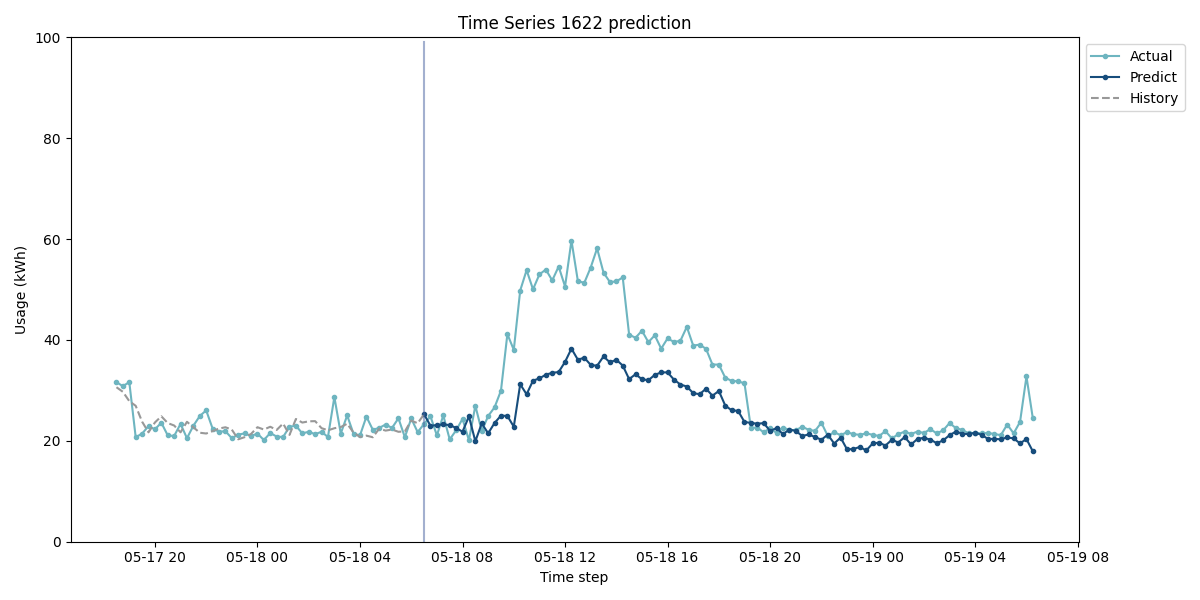 Time Series 1622 prediction
100
80
60
40
20
0
Usage (kWh)
05-17 20
05-18 00
05-18 04
05-18 08
05-18 12
05-18 16
05-18 20
05-19 00
05-19 04
05-19 08
Time step
Actual
Predict
History